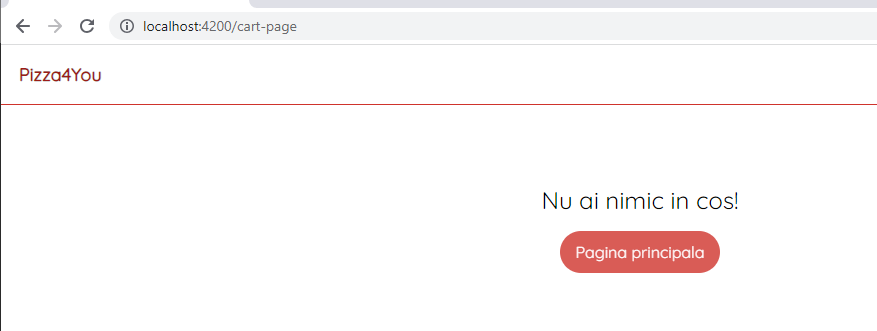 localhost:4200/cart-page
Pizza4You
Nu ai nimic in cos!
Pagina principala